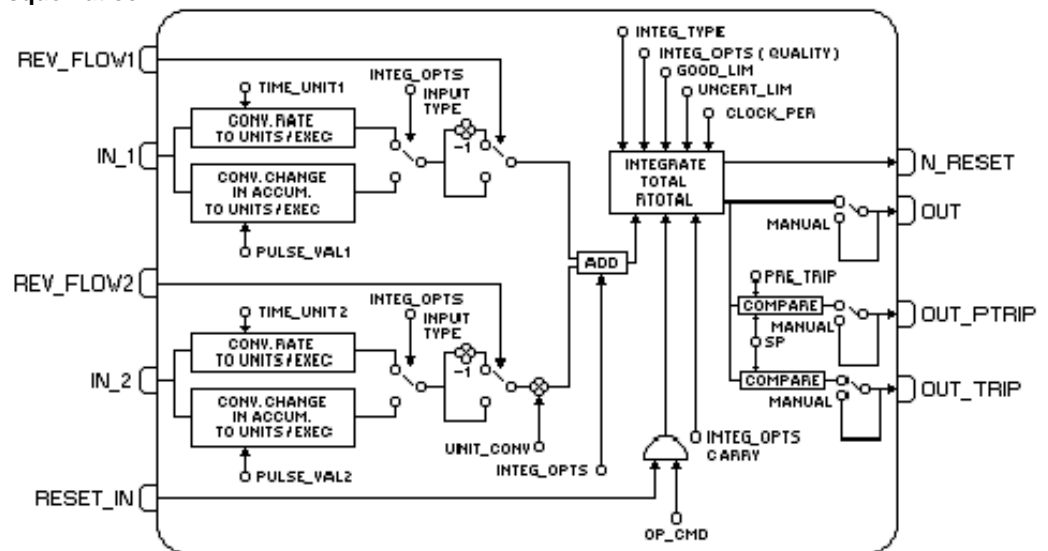 REV_FLOW1
TIME_UNIT1
CONV. RATE
TO UNITS/EXEC
IN_1
CONV. CHANGE
IN ACCUM.
TO UNITS/EXEC
PULSE_VAL1
INTEG_OPTS
INPUT
TYPE
-1
INTEG_TYPE
INTEG_OPTS ( QUALITY )
GOOD_LIM
UNCERT_LIM
CLOCK_PER
INTEGRATE
TOTAL
RTOTAL
N_RESET
OUT
MANUAL
ADD
REV_FLOW2
TIME_UNIT2
CONV. RATE
TO UNITS/EXEC
IN_2
CONV. CHANGE
IN ACCUM.
TO UNITS/EXEC
PULSE_VAL2
INTEG_OPTS
INPUT
TYPE
-1
UNIT_CONV
INTEG_OPTS
PRE_TRIP
COMPARE
MANUAL
SP
OUT_PTRIP
COMPARE
MANUAL
OUT_TRIP
INTEG_OPTS
CARRY
RESET_IN
OP_CMD